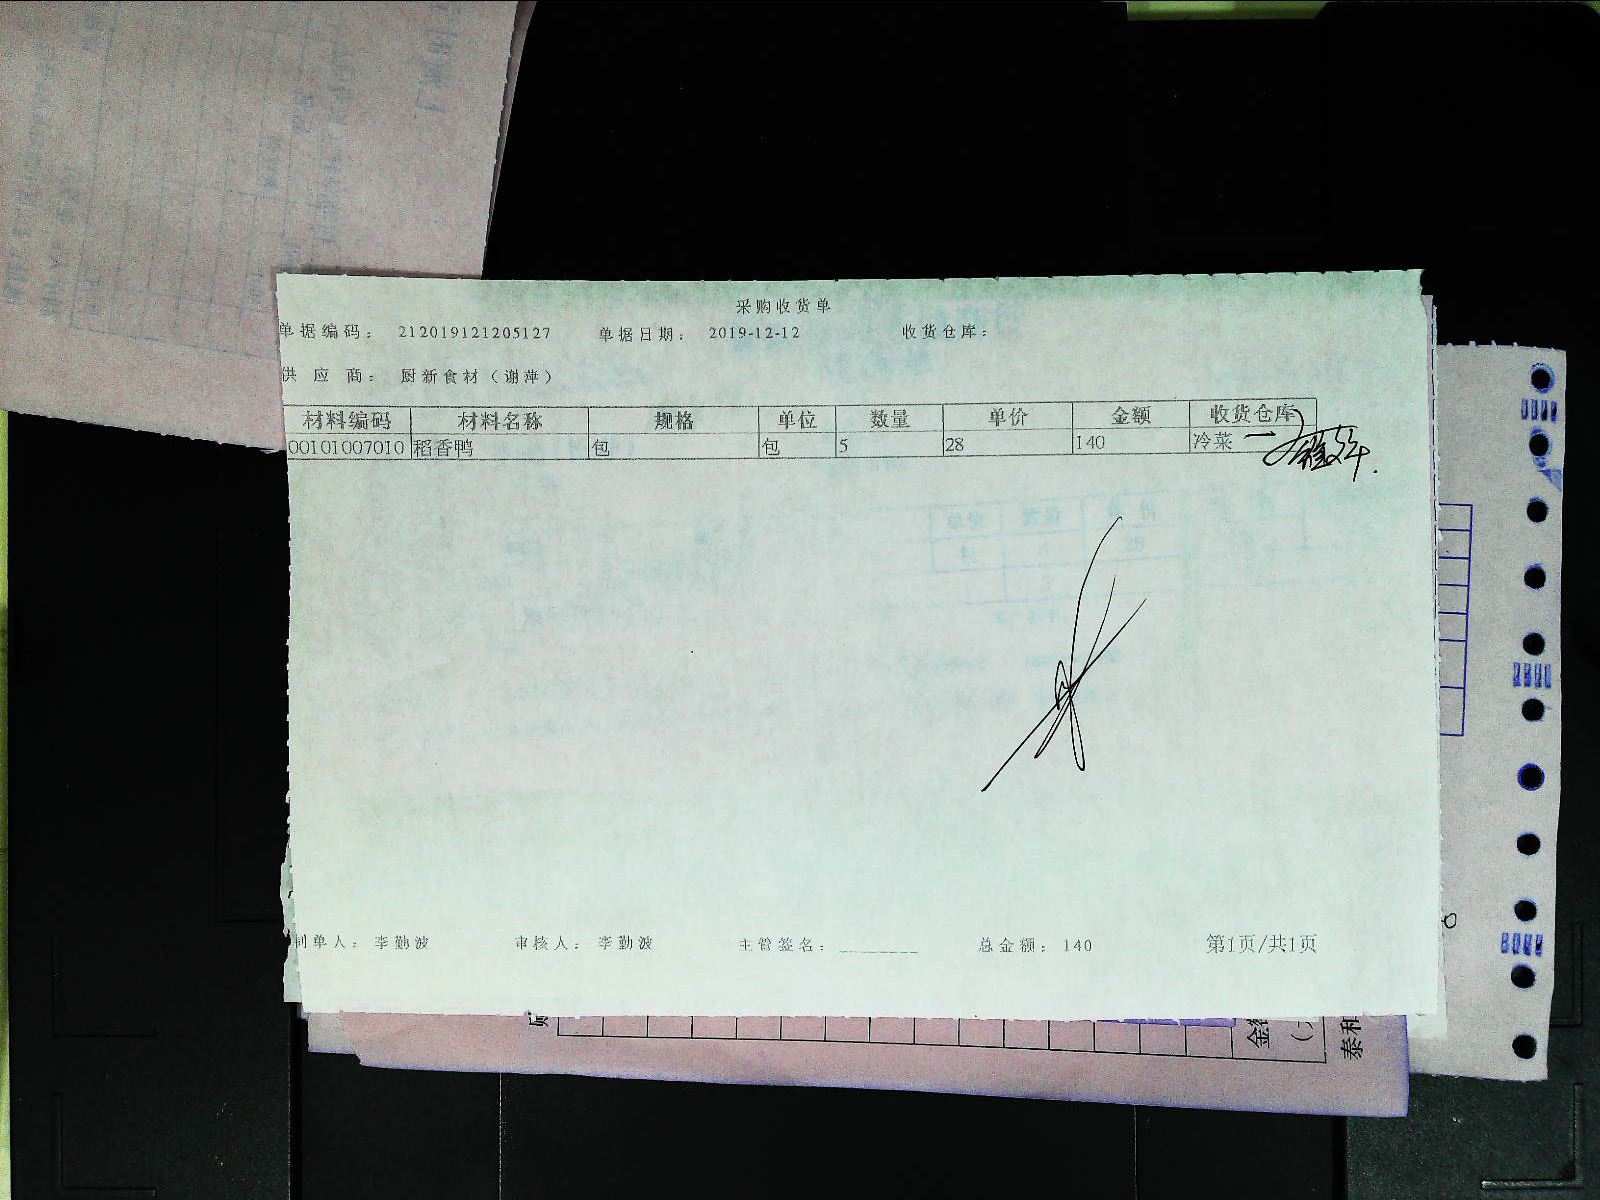 采购收货单
单据编码： 212019121205127 单据日期： 2019-12-12 收货仓库：
供 应 商： 厨新食材（谢萍）
材料编码 材料名称 规格 单位 数量 单价 金额 收货仓库
00101007010 稻香鸭 包 包 5 28 140 冷菜
制单人： 李勤波 审核人： 李勤波 主管签名：________ 总金额： 140 第1页/共1页
泰和